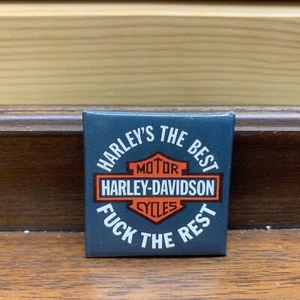 HARLEY'S THE BEST
MOTOR
HARLEY-DAVIDSON
CYCLES
FUCK THE REST